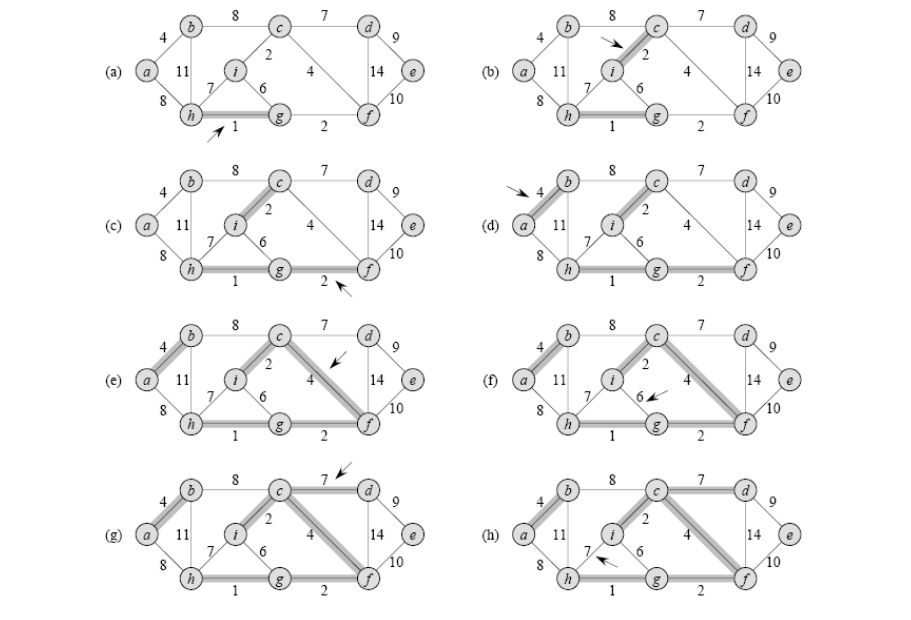 8 7 8 7
b c d b c d
4 9 4 9
2 2
(a) a 11 i 4 14 e (b) a 11 i 4 14 e
7 6 7 6
8 10 8 10
h g f h g f
1 2 1 2
8 7 8 7
b c d b c d
4 9 4 9
2 2
(c) a 11 i 4 14 e (d) a 11 i 4 14 e
7 6 7 6
8 10 8 10
h g f h g f
1 2 1 2
8 7 8 7
b c d b c d
4 9 4 9
2 2
(e) a 11 i 4 14 e (f) a 11 i 4 14 e
7 6 7 6
8 10 8 10
h g f h g f
1 2 1 2
8 7 8 7
b c d b c d
4 9 4 9
2 2
(g) a 11 i 4 14 e (h) a 11 i 4 14 e
7 6 7 6
8 10 8 10
h g f h g f
1 2 1 2